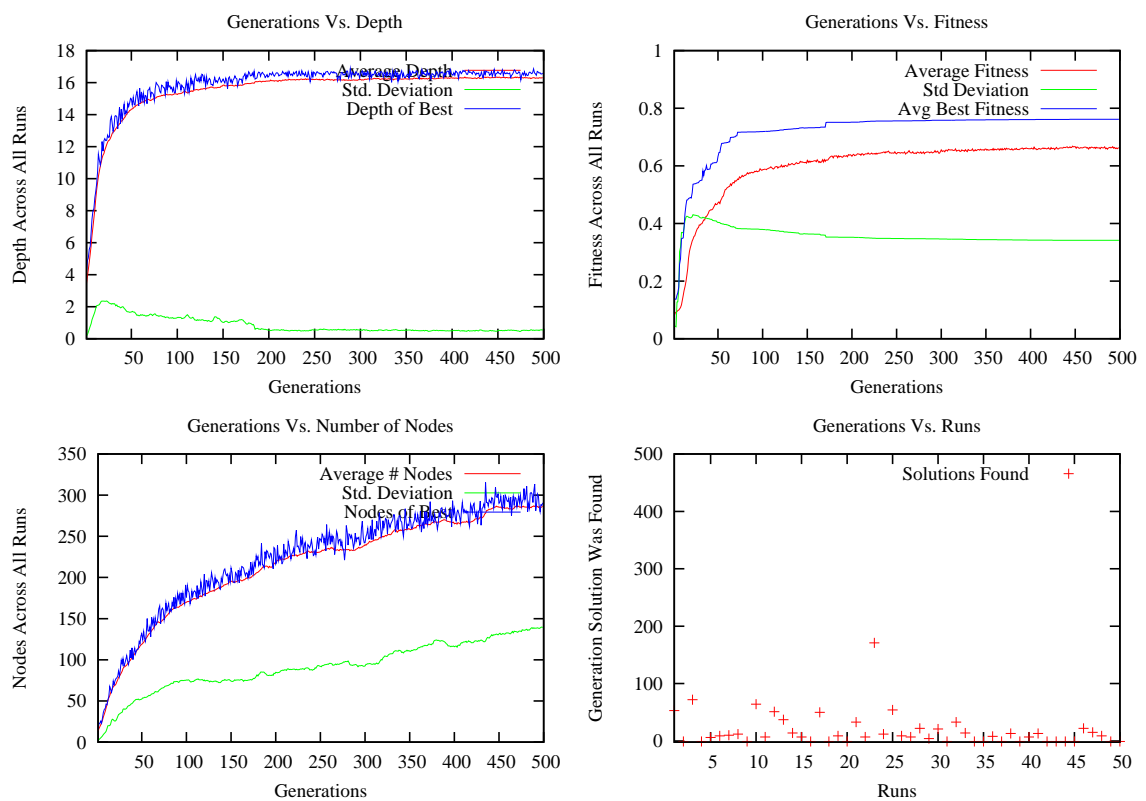 Generations Vs. Depth
Depth Across All Runs
18
16
14
12
10
8
6
4
2
0
Average Depth
Std. Deviation
Depth of Best
50 100 150 200 250 300 350 400 450 500
Generations
Generations Vs. Fitness
Fitness Across All Runs
1
0.8
0.6
0.4
0.2
0
Average Fitness
Std Deviation
Avg Best Fitness
50 100 150 200 250 300 350 400 450 500
Generations
Generations Vs. Number of Nodes
Nodes Across All Runs
350
300
250
200
150
100
50
0
Average # Nodes
Std. Deviation
Nodes of Best
50 100 150 200 250 300 350 400 450 500
Generations
Generations Vs. Runs
Generation Solution Was Found
500
400
300
200
100
0
Solutions Found
5 10 15 20 25 30 35 40 45 50
Runs